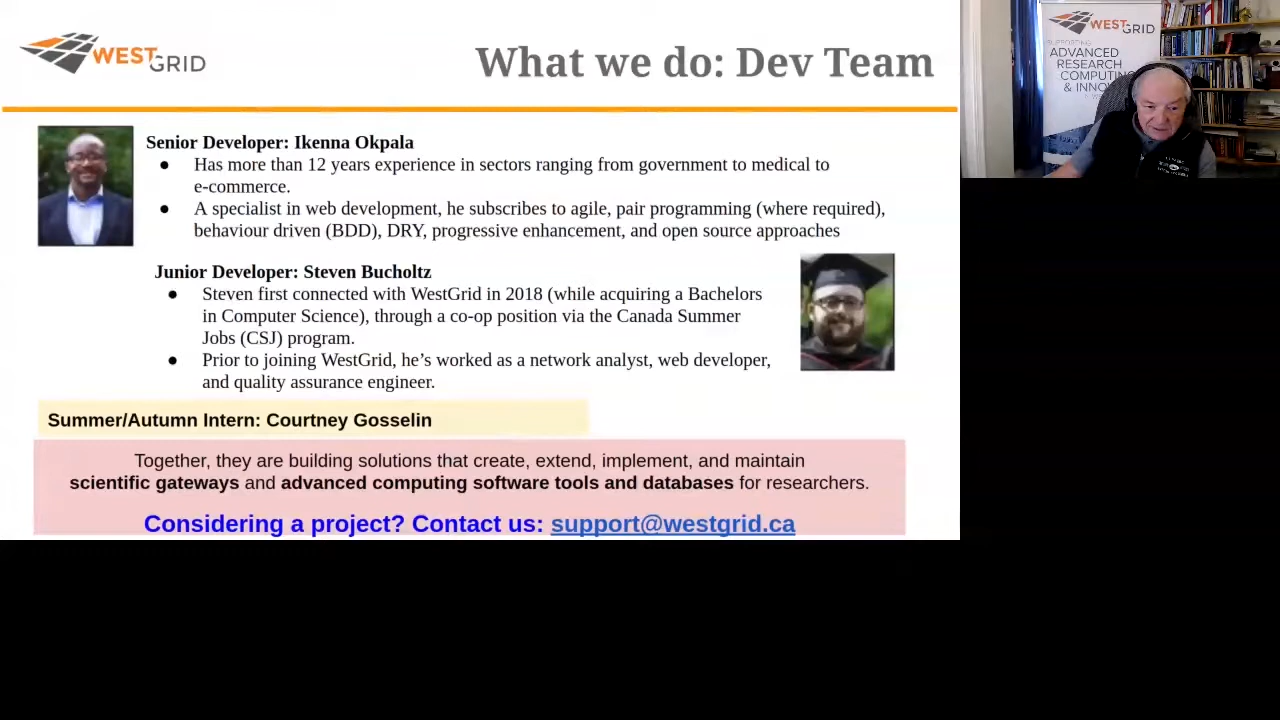 WESTGRID
What we do: Dev Team
Senior Developer: Ikenna Okpala
● Has more than 12 years experience in sectors ranging from government to medical to
e-commerce.
● A specialist in web development, he subscribes to agile, pair programming (where required),
behaviour driven (BDD), DRY, progressive enhancement, and open source approaches
Junior Developer: Steven Bucholtz
● Steven first connected with WestGrid in 2018 (while acquiring a Bachelors
in Computer Science), through a co-op position via the Canada Summer
Jobs (CSJ) program.
● Prior to joining WestGrid, he’s worked as a network analyst, web developer,
and quality assurance engineer.
Summer/Autumn Intern: Courtney Gosselin
Together, they are building solutions that create, extend, implement, and maintain
scientific gateways and advanced computing software tools and databases for researchers.
Considering a project? Contact us: support@westgrid.ca
WESTGRID
SUPPORTING
ADVANCED
RESEARCH
COMPUTING
& INNOV